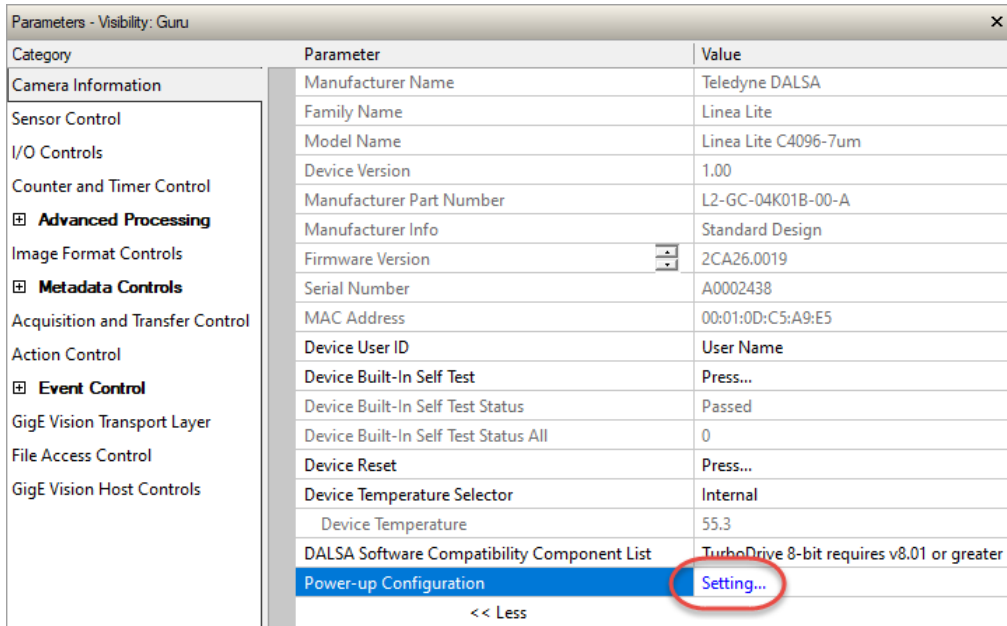 Parameters - Visibility: Guru
Category
Parameter Value
Camera Information
Sensor Control
I/O Controls
Counter and Timer Control
Advanced Processing
Image Format Controls
Metadata Controls
Acquisition and Transfer Control
Action Control
Event Control
GigE Vision Transport Layer
File Access Control
GigE Vision Host Controls
Manufacturer Name Teledyne DALSA
Family Name Linea Lite
Model Name Linea Lite C4096-7um
Device Version 1.00
Manufacturer Part Number L2-GC-04K01B-00-A
Manufacturer Info Standard Design
Firmware Version 2CA26.0019
Serial Number A0002438
MAC Address 00:01:0D:C5:A9:E5
Device User ID User Name
Device Built-In Self Test Press...
Device Built-In Self Test Status Passed
Device Built-In Self Test Status All 0
Device Reset Press...
Device Temperature Selector Internal
Device Temperature 55.3
DALSA Software Compatibility Component List TurboDrive 8-bit requires v8.01 or greater
Power-up Configuration Setting...
<< Less